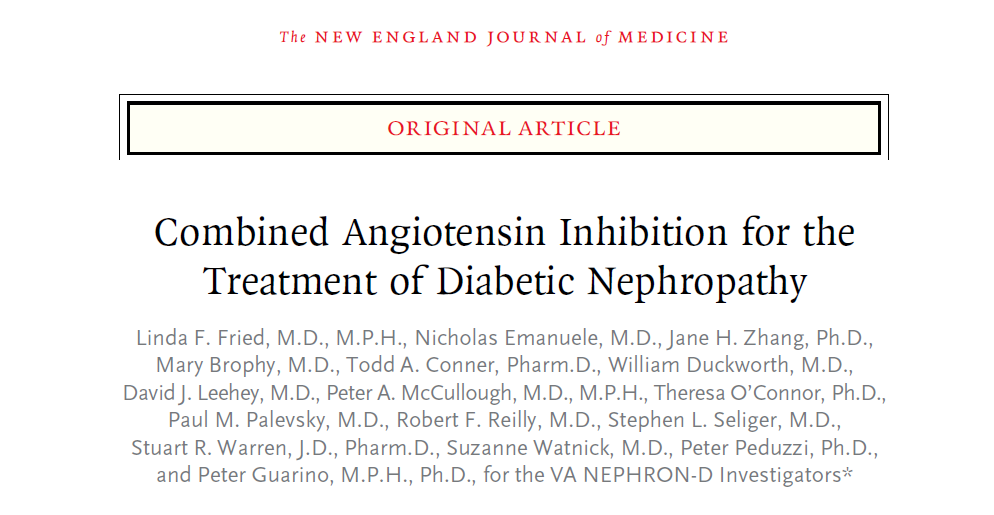 The NEW ENGLAND JOURNAL of MEDICINE
ORIGINAL ARTICLE
Combined Angiotensin Inhibition for the
Treatment of Diabetic Nephropathy
Linda F. Fried, M.D., M.P.H., Nicholas Emanuele, M.D., Jane H. Zhang, Ph.D.,
Mary Brophy, M.D., Todd A. Conner, Pharm.D., William Duckworth, M.D.,
David J. Leehey, M.D., Peter A. McCullough, M.D., M.P.H., Theresa O’Connor, Ph.D.,
Paul M. Palevsky, M.D., Robert F. Reilly, M.D., Stephen L. Seliger, M.D.,
Stuart R. Warren, J.D., Pharm.D., Suzanne Watnick, M.D., Peter Peduzzi, Ph.D.,
and Peter Guarino, M.P.H., Ph.D., for the VA NEPHRON-D Investigators*